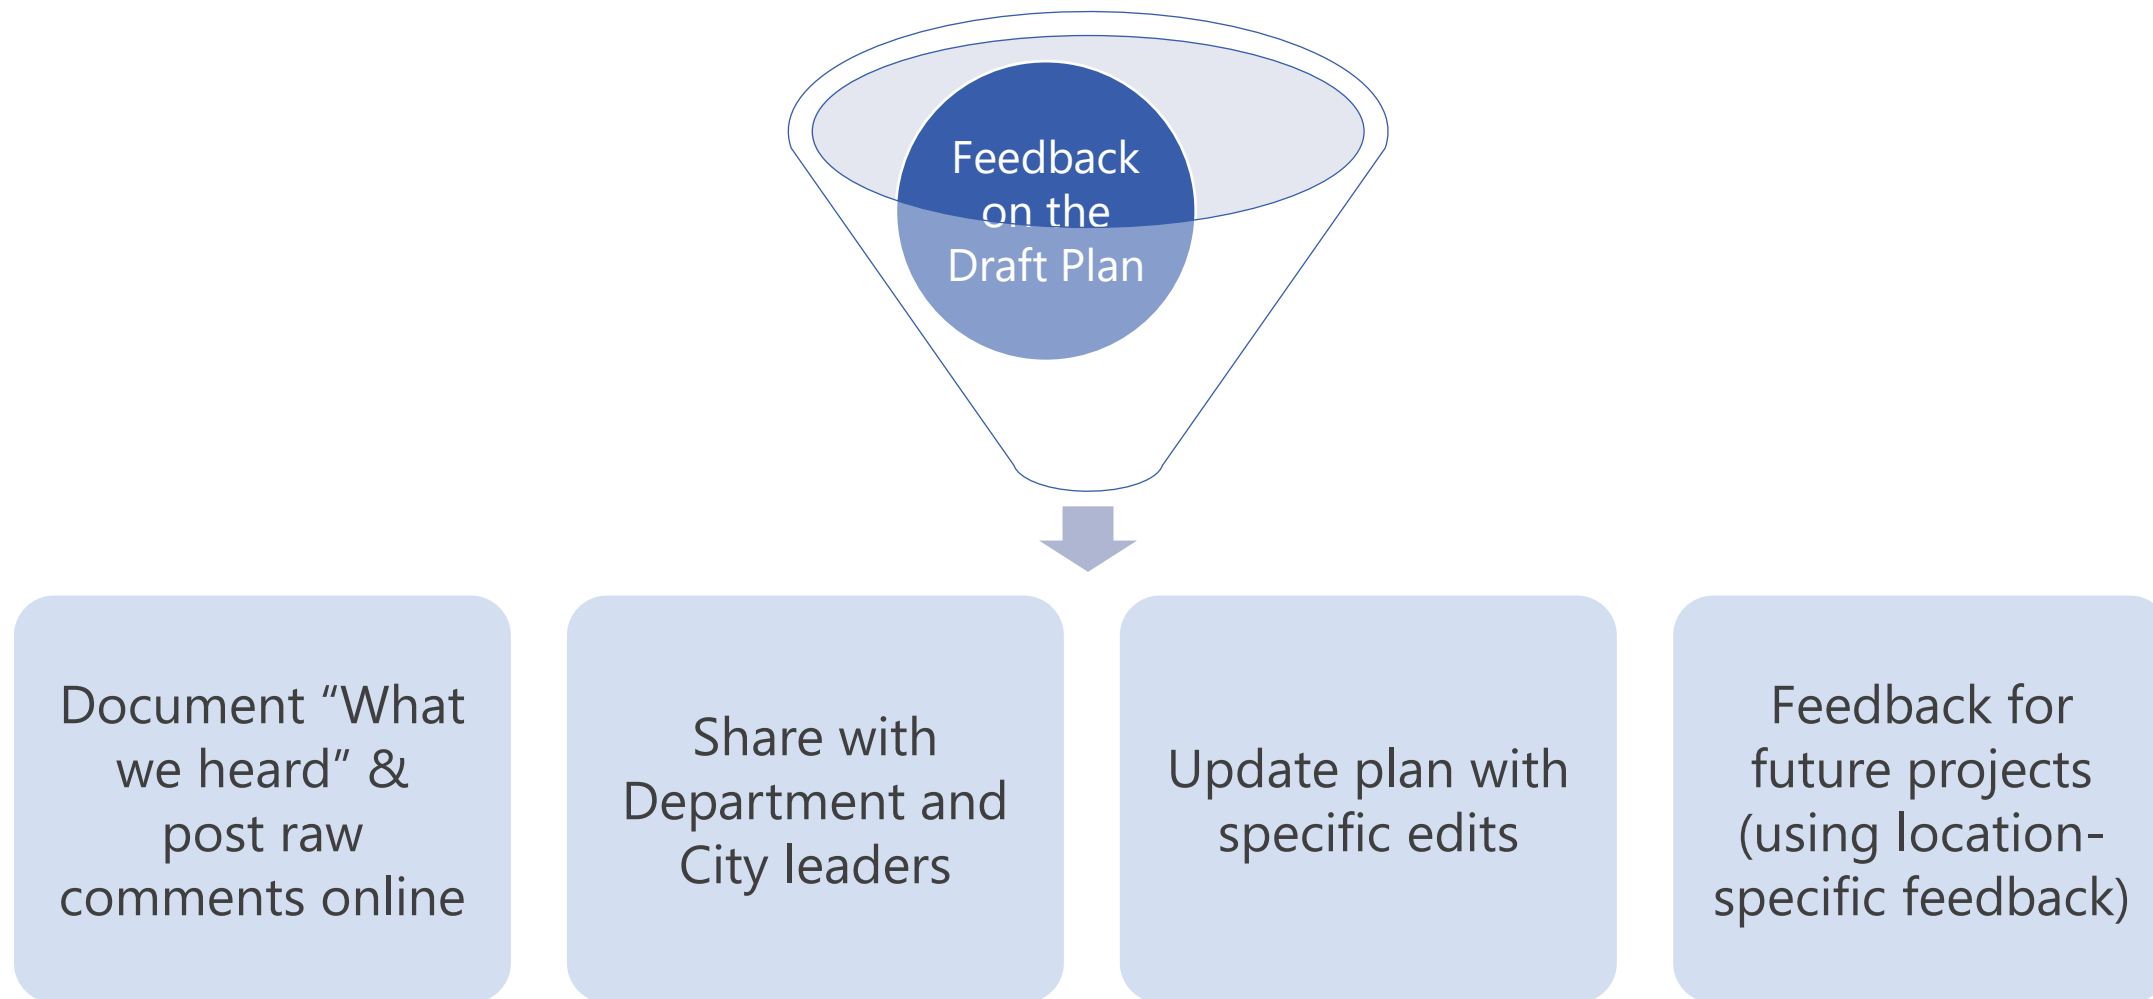 Feedback
on the
Draft Plan
Document “What
we heard” &
post raw
comments online
Share with
Department and
City leaders
Update plan with
specific edits
Feedback for
future projects
(using location-
specific feedback)